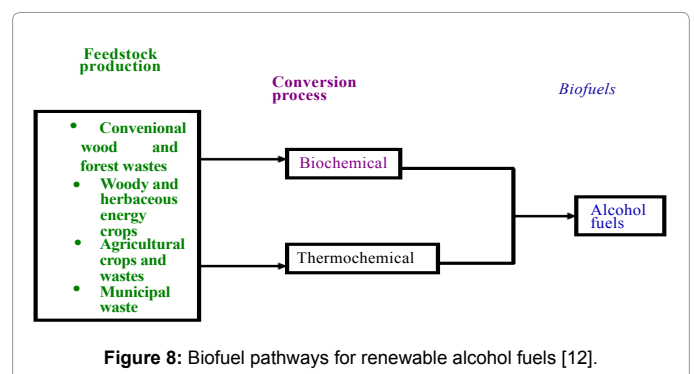 Feedstock
production
Conversion
process
Biofuels
• Convenional
wood and
forest wastes
• Woody and
herbaceous
energy
crops
• Agricultural
crops and
wastes
• Municipal
waste
Biochemical
Thermochemical
Alcohol
fuels
Figure 8: Biofuel pathways for renewable alcohol fuels [12].